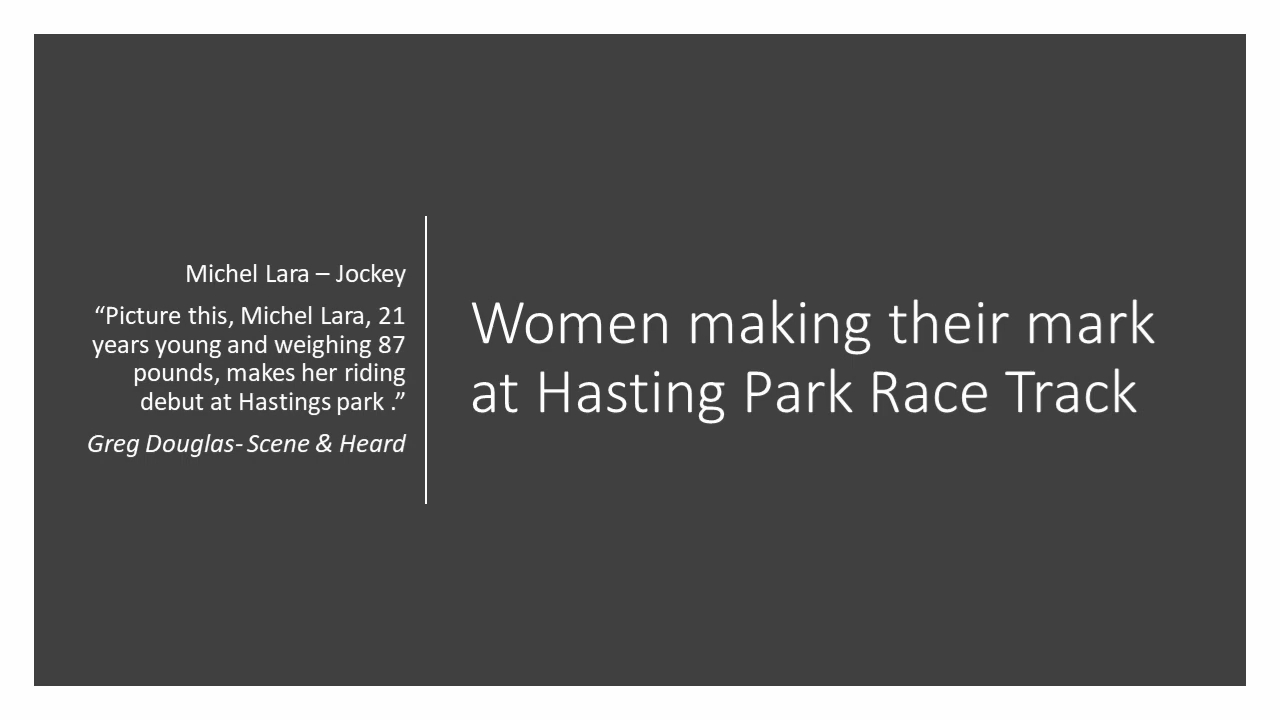 Michel Lara – Jockey
“Picture this, Michel Lara, 21
years young and weighing 87
pounds, makes her riding
debut at Hastings park .”
Greg Douglas- Scene & Heard
Women making their mark
at Hasting Park Race Track